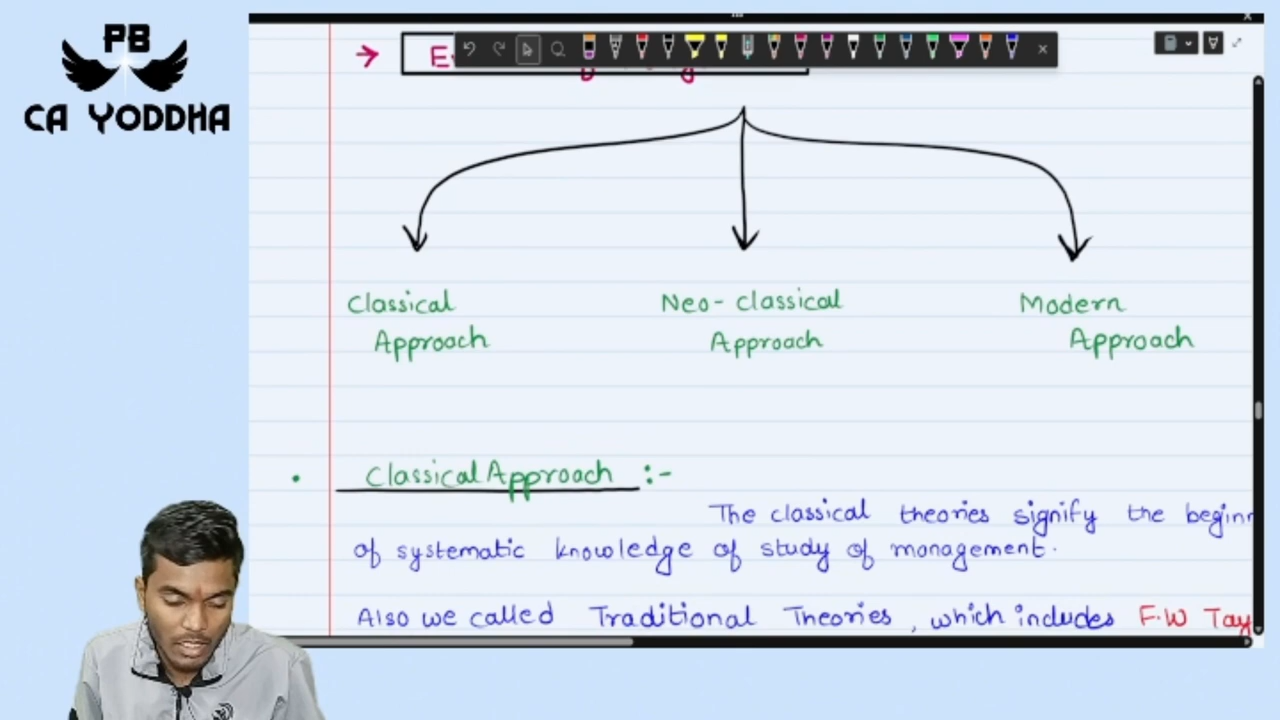 PB
CA YODDHA
Classical Neo-classical Modern
Approach Approach Approach
• Classical Approach :-
The classical theories signify the
of systematic knowledge of study of management.
Also we called Traditional Theories, which includes F.W